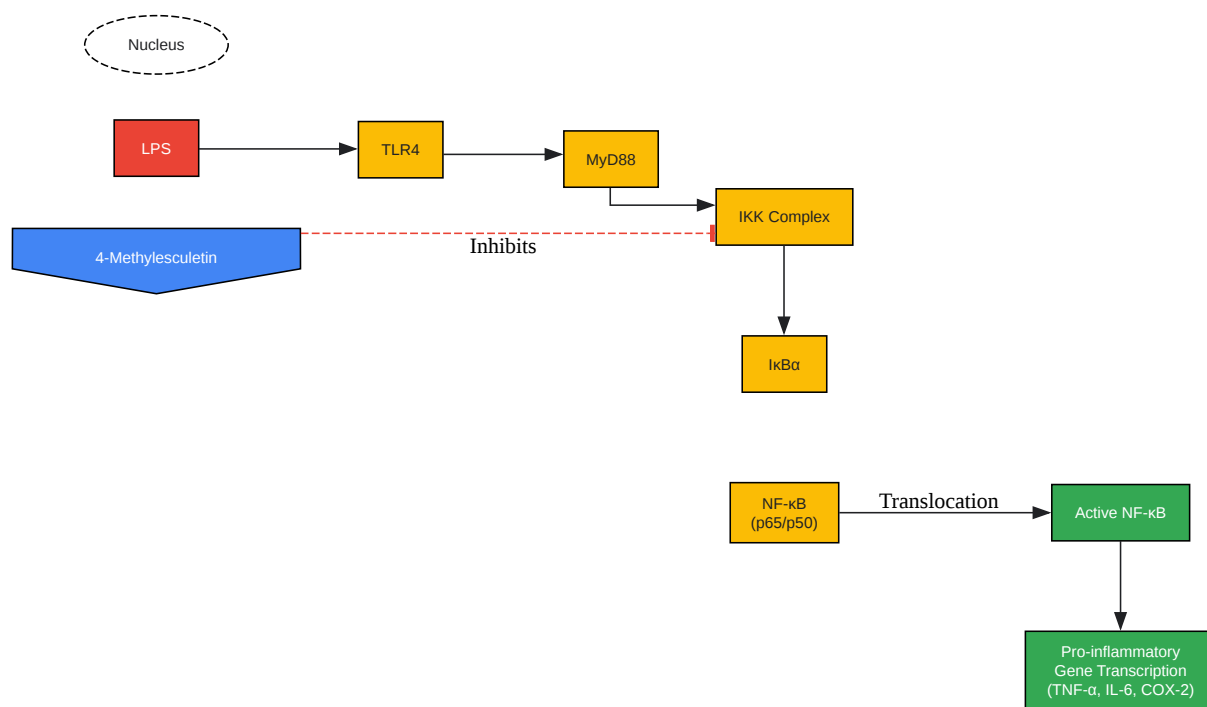 Nucleus
LPS
TLR4
MyD88
IKK Complex
4-Methylesculetin
Inhibits
IκBα
NF-κB
(p65/p50)
Translocation
Active NF-κB
Pro-inflammatory
Gene Transcription
(TNF-α, IL-6, COX-2)